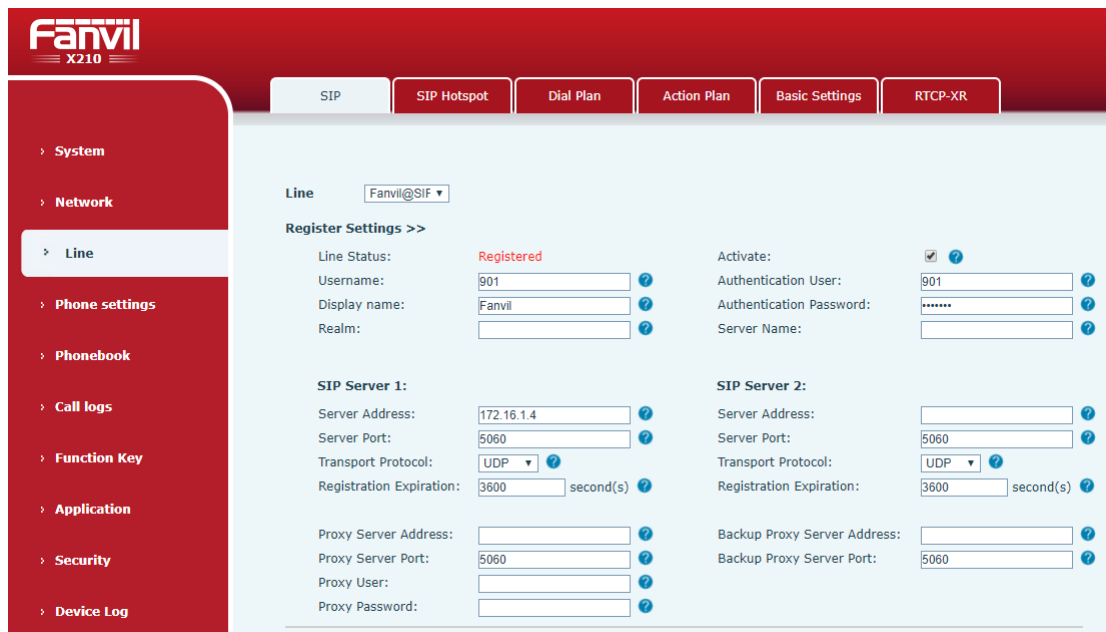 Fanvil
X210
SIP
SIP Hotspot
Dial Plan
Action Plan
Basic Settings
RTCP-XR
› System
› Network
› Line
› Phone settings
› Phonebook
› Call logs
› Function Key
› Application
› Security
› Device Log
Line Fanvil@SIF ▼
Register Settings >>
Line Status: Registered Activate: ?
Username: 901 ? Authentication User: 901 ?
Display name: Fanvil ? Authentication Password: ••••••• ?
Realm: ? Server Name: ?
SIP Server 1: SIP Server 2:
Server Address: 172.16.1.4 ? Server Address: ?
Server Port: 5060 ? Server Port: 5060 ?
Transport Protocol: UDP ▼ ? Transport Protocol: UDP ▼ ?
Registration Expiration: 3600 second(s) ? Registration Expiration: 3600 second(s) ?
Proxy Server Address: ? Backup Proxy Server Address: ?
Proxy Server Port: 5060 ? Backup Proxy Server Port: 5060 ?
Proxy User: ?
Proxy Password: ?